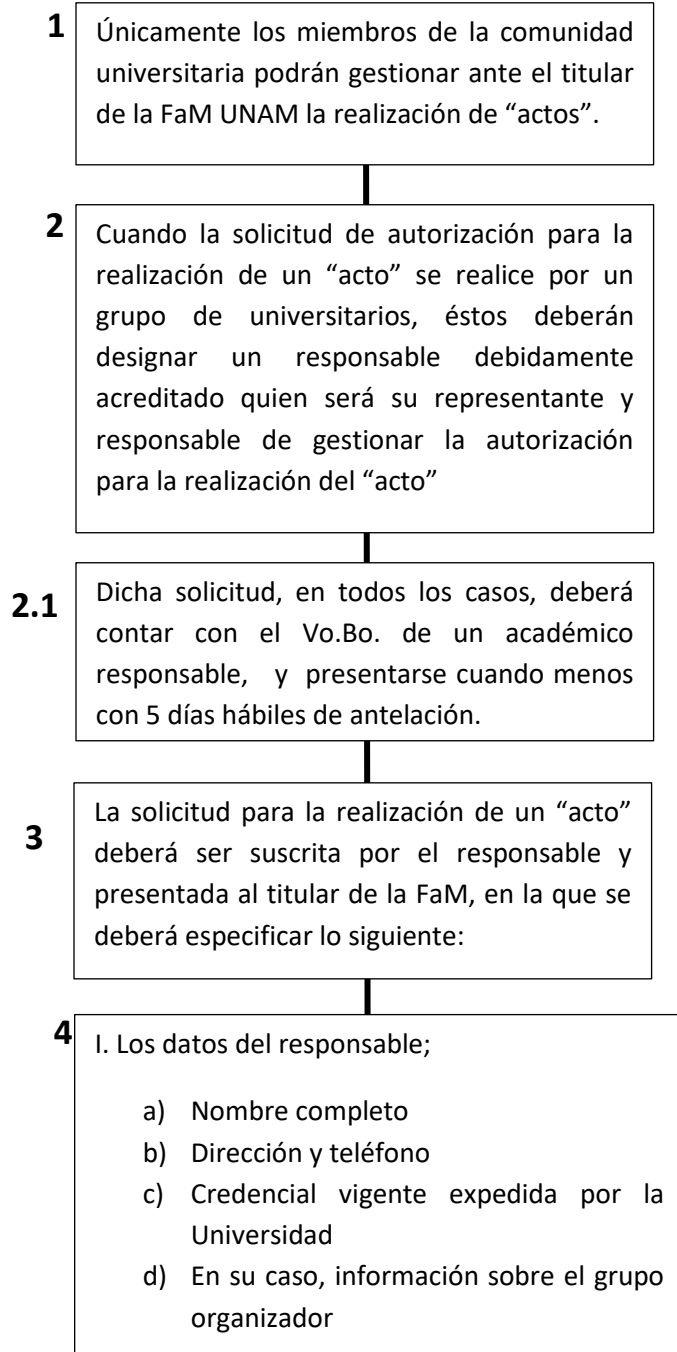 1
Únicamente los miembros de la comunidad
universitaria podrán gestionar ante el titular
de la FaM UNAM la realización de “actos”.
2
Cuando la solicitud de autorización para la
realización de un “acto” se realice por un
grupo de universitarios, éstos deberán
designar un responsable debidamente
acreditado quien será su representante y
responsable de gestionar la autorización
para la realización del “acto”
2.1
Dicha solicitud, en todos los casos, deberá
contar con el Vo.Bo. de un académico
responsable, y presentarse cuando menos
con 5 días hábiles de antelación.
3
La solicitud para la realización de un “acto”
deberá ser suscrita por el responsable y
presentada al titular de la FaM, en la que se
deberá especificar lo siguiente:
4
I. Los datos del responsable;
a) Nombre completo
b) Dirección y teléfono
c) Credencial vigente expedida por la
Universidad
d) En su caso, información sobre el grupo
organizador